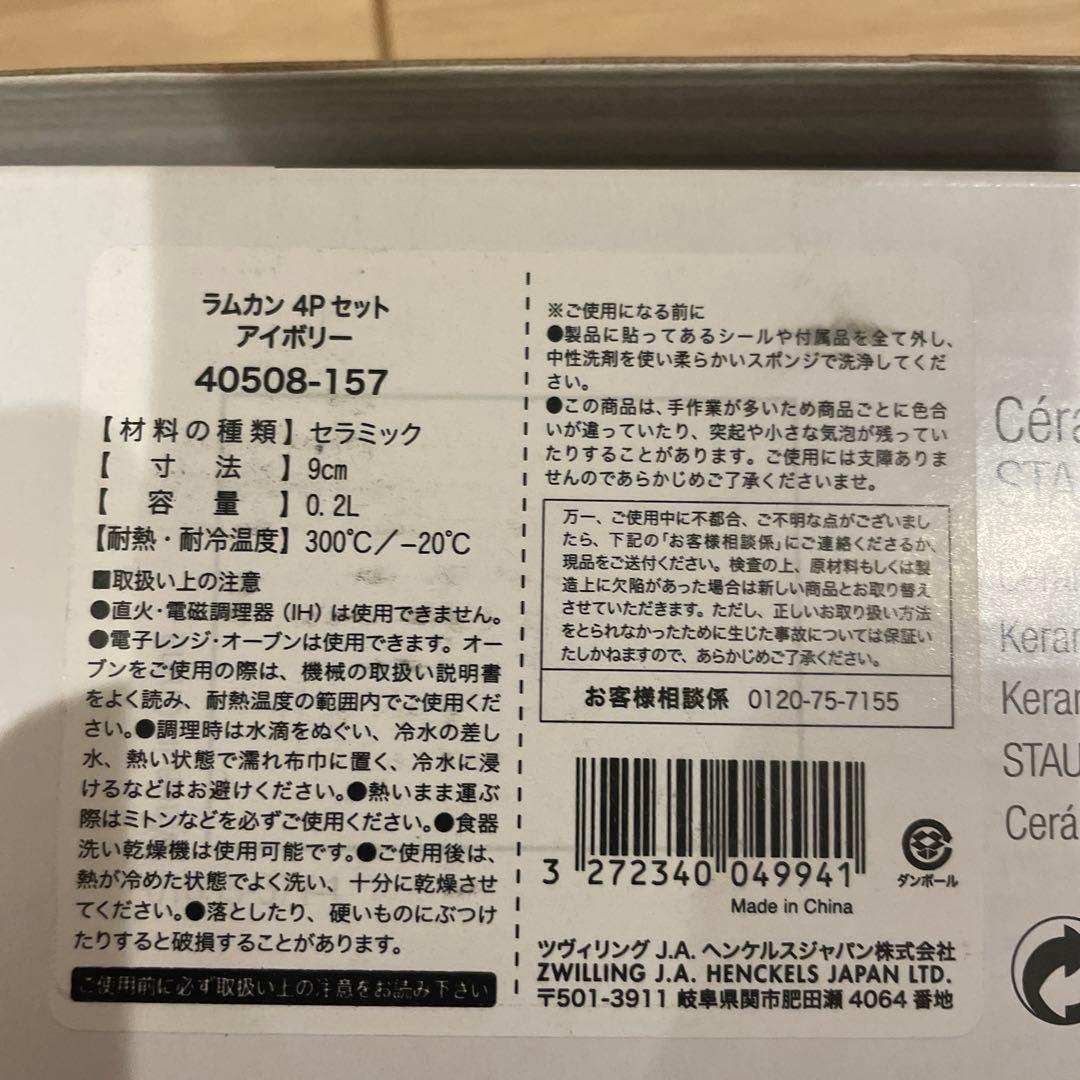 ラムカン 4P セット
アイボリー
40508-157
【材料の種類】セラミック
【寸法】9cm
【容量】0.2L
【耐熱・耐冷温度】300℃/−20℃
■取扱い上の注意
●直火・電磁調理器（IH）は使用できません。
●電子レンジ・オーブンは使用できます。オー
ブンをご使用の際は、機械の取扱い説明書
をよく読み、耐熱温度の範囲内でご使用くだ
さい。●調理時は水滴をぬぐい、冷水の差し
水、熱い状態で濡れ布巾に置く、冷水に浸
けるなどはお避けください。●熱いまま運ぶ
際はミトンなどを必ずご使用ください。●食器
洗い乾燥機は使用可能です。●ご使用後は、
熱が冷めた状態でよく洗い、十分に乾燥させ
てください。●落としたり、硬いものにぶつけ
たりすると破損することがあります。
ご使用前に必ず取扱い上の注意をお読み下さい
※ご使用になる前に
●製品に貼ってあるシールや付属品を全て外し、
中性洗剤を使い柔らかいスポンジで洗浄してくだ
さい。
●この商品は、手作業が多いため商品ごとに色合
いが違っていたり、突起や小さな気泡が残ってい
たりすることがあります。ご使用には支障ありま
せんのであらかじめご了承くださいませ。
万一、ご使用中に不都合、ご不明な点がございまし
たら、下記の「お客様相談係」にご連絡くださるか、
現品をご送付ください。検査の上、原材料もしくは製
造上に欠陥があった場合は新しい商品とお取り替え
させていただきます。ただし、正しいお取り扱い方法
をとられなかったために生じた事故については保証い
たしかねますので、あらかじめご了承ください。
お客様相談係 0120-75-7155
3 272340 049941
ダンボール
Made in China
ツヴィリング J.A. ヘンケルスジャパン株式会社
ZWILLING J.A. HENCKELS JAPAN LTD.
〒501-3911 岐阜県関市肥田瀬 4064 番地
Céra
STA
Keran
Keran
STAU
Cerá